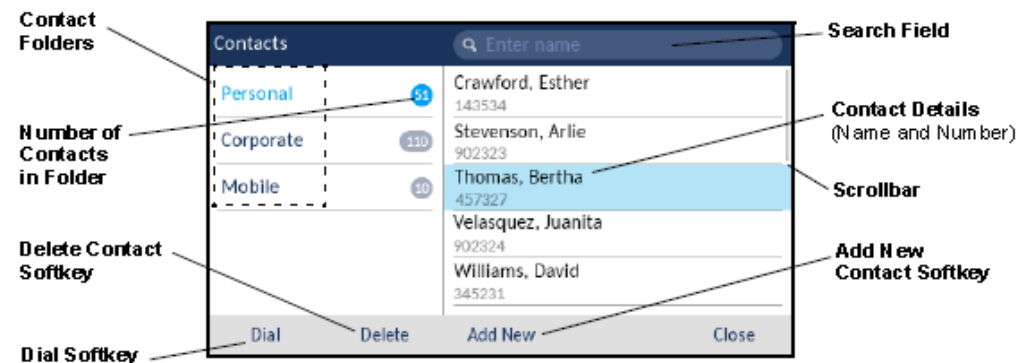 Contact
Folders
Number of
Contacts
in Folder
Delete Contact
Softkey
Dial Softkey
Contacts
Enter name
Personal
51
Corporate
110
Mobile
10
Crawford, Esther
143534
Stevenson, Arlie
902323
Thomas, Bertha
457327
Velasquez, Juanita
902324
Williams, David
345231
Dial Delete Add New Close
Search Field
Contact Details
(Name and Number)
Scrollbar
Add New
Contact Softkey